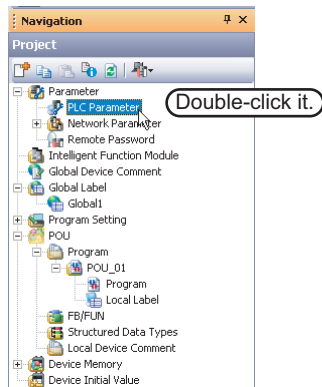 Navigation
Project
Parameter
PLC Parameter
Double-click it.
Network Parameter
Remote Password
Intelligent Function Module
Global Device Comment
Global Label
Global1
Program Setting
POU
Program
POU_01
Program
Local Label
FB/FUN
Structured Data Types
Local Device Comment
Device Memory
Device Initial Value